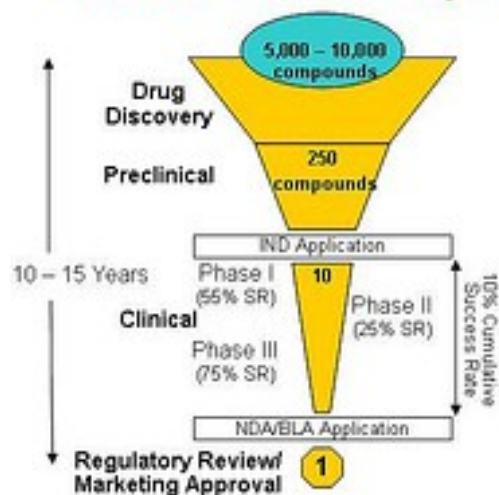 5,000 – 10,000
compounds
Drug
Discovery
250
compounds
Preclinical
IND Application
10 – 15 Years
Phase I
(55% SR)
10
Phase II
(25% SR)
Clinical
Phase III
(75% SR)
10% Cumulative
Success Rate
NDA/BLA Application
Regulatory Review/
Marketing Approval
1